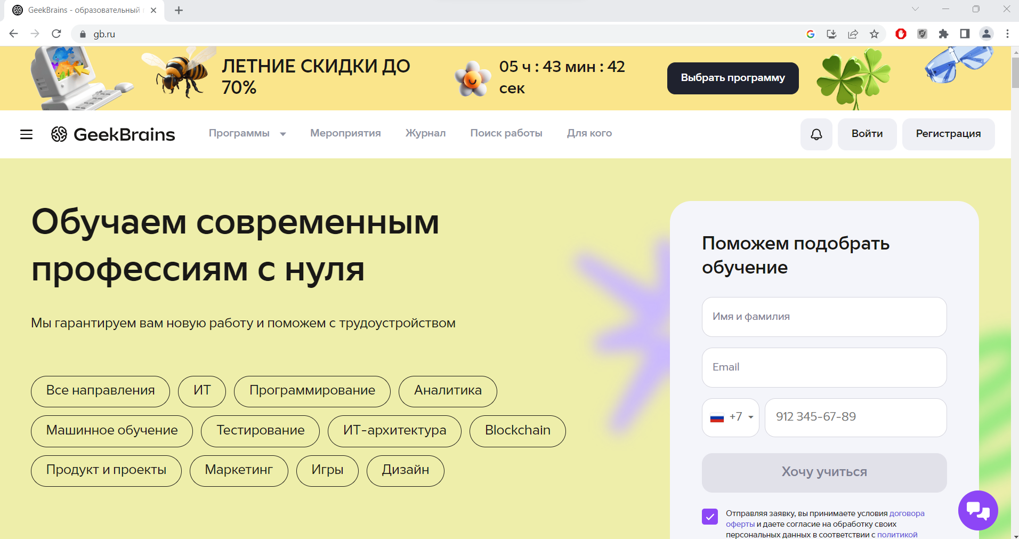 GeekBrains - образовательный
gb.ru
ЛЕТНИЕ СКИДКИ ДО
70%
05 ч : 43 мин : 42
сек
Выбрать программу
GeekBrains
Программы
Мероприятия
Журнал
Поиск работы
Для кого
Войти
Регистрация
Обучаем современным
профессиям с нуля
Мы гарантируем вам новую работу и поможем с трудоустройством
Все направления
ИТ
Программирование
Аналитика
Машинное обучение
Тестирование
ИТ-архитектура
Blockchain
Продукт и проекты
Маркетинг
Игры
Дизайн
Поможем подобрать
обучение
Имя и фамилия
Email
+7
912 345-67-89
Хочу учиться
Отправляя заявку, вы принимаете условия договора
оферты и даете согласие на обработку своих
персональных данных в соответствии с политикой